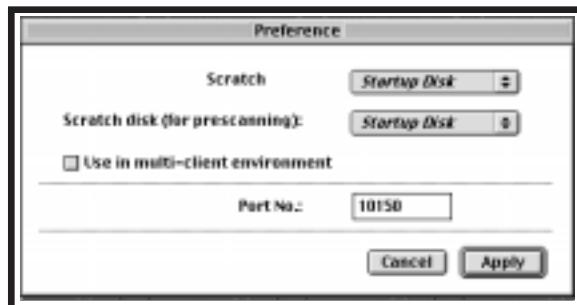 Preference
Scratch Startup Disk
Scratch disk (for prescanning): Startup Disk
Use in multi-client environment
Port No.: 10150
Cancel Apply